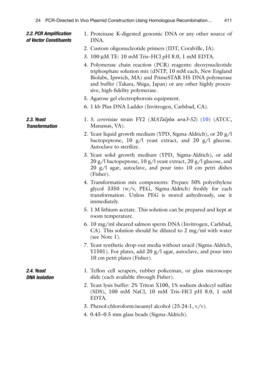 24 PCR-Directed In Vivo Plasmid Construction Using Homologous Recombination… 411
2.2. PCR Amplification
of Vector Constituents
1. Proteinase K-digested genomic DNA or any other source of
DNA.
2. Custom oligonucleotide primers (IDT, Coralville, IA).
3. 100 μM TE: 10 mM Tris–HCl pH 8.0, 1 mM EDTA.
4. Polymerase chain reaction (PCR) reagents: deoxynucleotide
triphosphate solution mix (dNTP, 10 mM each, New England
Biolabs, Ipswich, MA) and PrimeSTAR HS DNA polymerase
and buffer (Takara, Shiga, Japan) or any other highly proces-
sive, high-fidelity polymerase.
5. Agarose gel electrophoresis equipment.
6. 1 kb Plus DNA Ladder (Invitrogen, Carlsbad, CA).
2.3. Yeast
Transformation
1. S. cerevisiae strain FY2 (MATalpha ura3-52) (10) (ATCC,
Manassas, VA).
2. Yeast liquid growth medium (YPD, Sigma-Aldrich), or 20 g/l
bactopeptone, 10 g/l yeast extract, and 20 g/l glucose.
Autoclave to sterilize.
3. Yeast solid growth medium (YPD, Sigma-Aldrich), or add
20 g/l bactopeptone, 10 g/l yeast extract, 20 g/l glucose, and
20 g/l agar, autoclave, and pour into 10 cm petri dishes
(Fisher).
4. Transformation mix components: Prepare 50% polyethylene
glycol 3350 (w/v, PEG, Sigma-Aldrich) freshly for each
transformation. Unless PEG is stored anhydrously, use it
immediately.
5. 1 M lithium acetate. This solution can be prepared and kept at
room temperature.
6. 10 mg/ml sheared salmon sperm DNA (Invitrogen, Carlsbad,
CA). This solution should be diluted to 2 mg/ml with water
(see Note 1).
7. Yeast synthetic drop-out media without uracil (Sigma-Aldrich,
Y1501): For plates, add 20 g/l agar, autoclave, and pour into
10 cm petri plates (Fisher).
2.4. Yeast
DNA Isolation
1. Teflon cell scrapers, rubber policeman, or glass microscope
slide (each available through Fisher).
2. Yeast lysis buffer: 2% Triton X100, 1% sodium dodecyl sulfate
(SDS), 100 mM NaCl, 10 mM Tris–HCl pH 8.0, 1 mM
EDTA.
3. Phenol:chloroform:isoamyl alcohol (25:24:1, v/v).
4. 0.45–0.5 mm glass beads (Sigma-Aldrich).